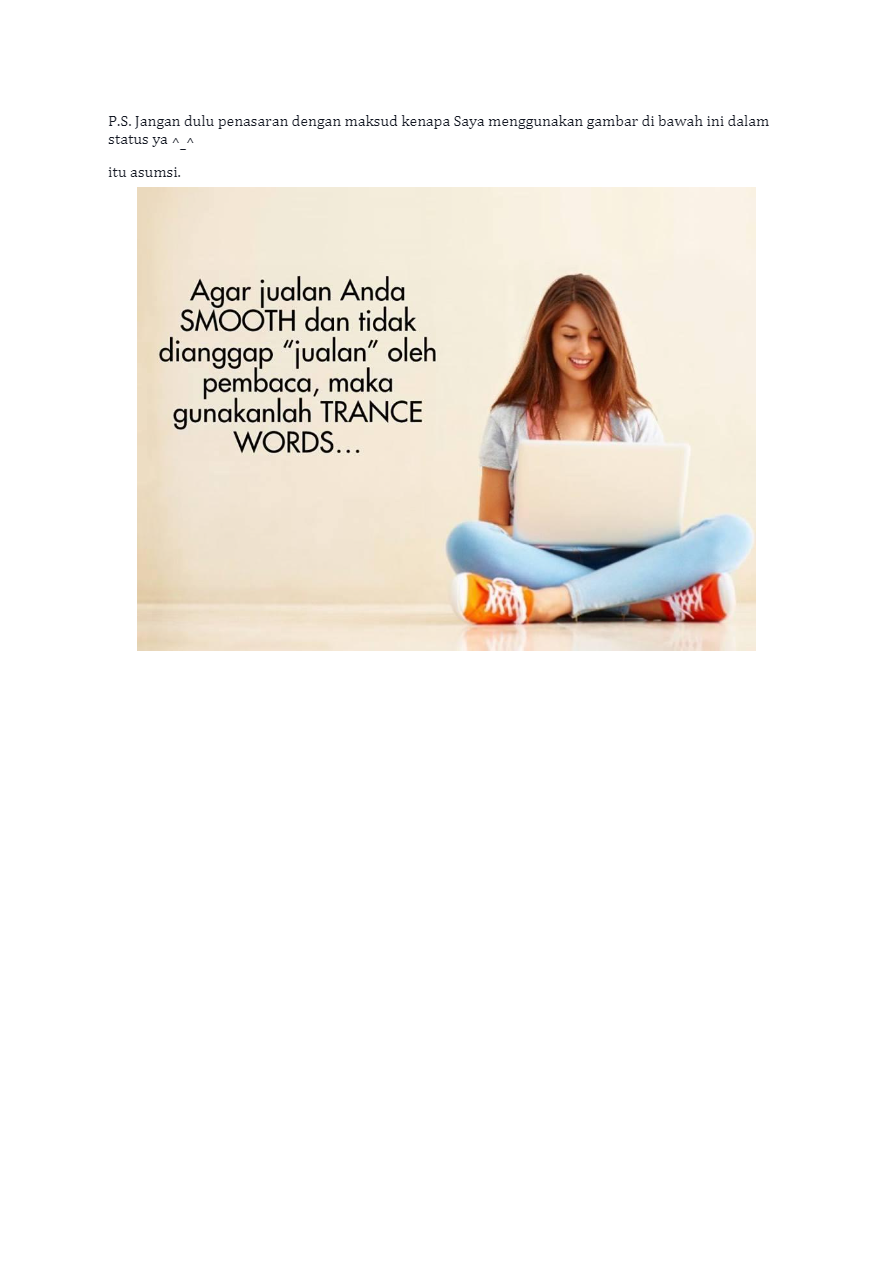 P.S. Jangan dulu penasaran dengan maksud kenapa Saya menggunakan gambar di bawah ini dalam
status ya ^_^
itu asumsi.
Agar jualan Anda
SMOOTH dan tidak
dianggap “jualan” oleh
pembaca, maka
gunakanlah TRANCE
WORDS…